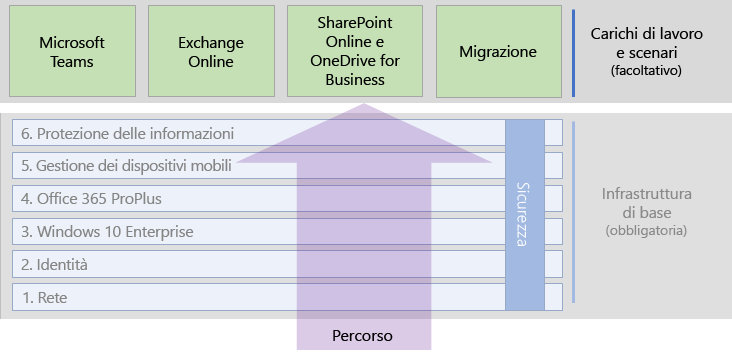 Microsoft
Teams
Exchange
Online
SharePoint
Online e
OneDrive for
Business
Migrazione
Carichi di lavoro
e scenari
(facoltativo)
6. Protezione delle informazioni
5. Gestione dei dispositivi mobili
4. Office 365 ProPlus
3. Windows 10 Enterprise
2. Identità
1. Rete
Sicurezza
Infrastruttura
di base
(obbligatoria)
Percorso